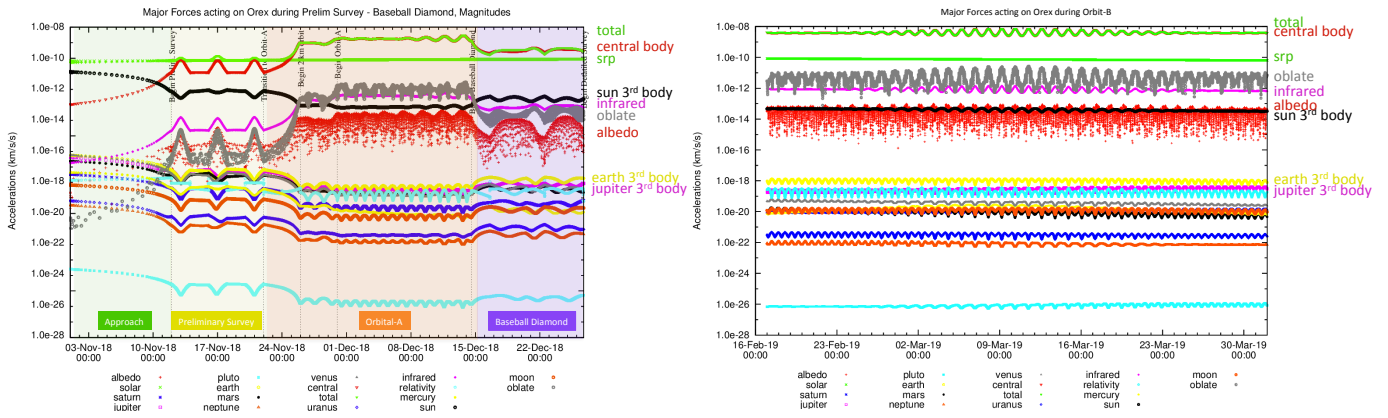 Major Forces acting on Orex during Prelim Survey - Baseball Diamond, Magnitudes
Accelerations (km/s)
1.0e-08
1.0e-10
1.0e-12
1.0e-14
1.0e-16
1.0e-18
1.0e-20
1.0e-22
1.0e-24
1.0e-26
1.0e-28
Begin 2 km orbit
Begin Orbit-A
total
central body
srp
sun 3rd body
infrared
oblate
albedo
earth 3rd body
jupiter 3rd body
Approach
Preliminary Survey
Orbital-A
Baseball Diamond
03-Nov-18 10-Nov-18 17-Nov-18 24-Nov-18 01-Dec-18 08-Dec-18 15-Dec-18 22-Dec-18
00:00 00:00 00:00 00:00 00:00 00:00 00:00 00:00
albedo pluto venus infrared moon
solar earth central relativity oblate
saturn mars total mercury
jupiter neptune uranus sun
Major Forces acting on Orex during Orbit-B
Accelerations (km/s)
1.0e-08
1.0e-10
1.0e-12
1.0e-14
1.0e-16
1.0e-18
1.0e-20
1.0e-22
1.0e-24
1.0e-26
1.0e-28
total
central body
srp
oblate
infrared
albedo
sun 3rd body
earth 3rd body
jupiter 3rd body
16-Feb-19 23-Feb-19 02-Mar-19 09-Mar-19 16-Mar-19 23-Mar-19 30-Mar-19
00:00 00:00 00:00 00:00 00:00 00:00 00:00
albedo pluto venus infrared moon
solar earth central relativity oblate
saturn mars total mercury
jupiter neptune uranus sun